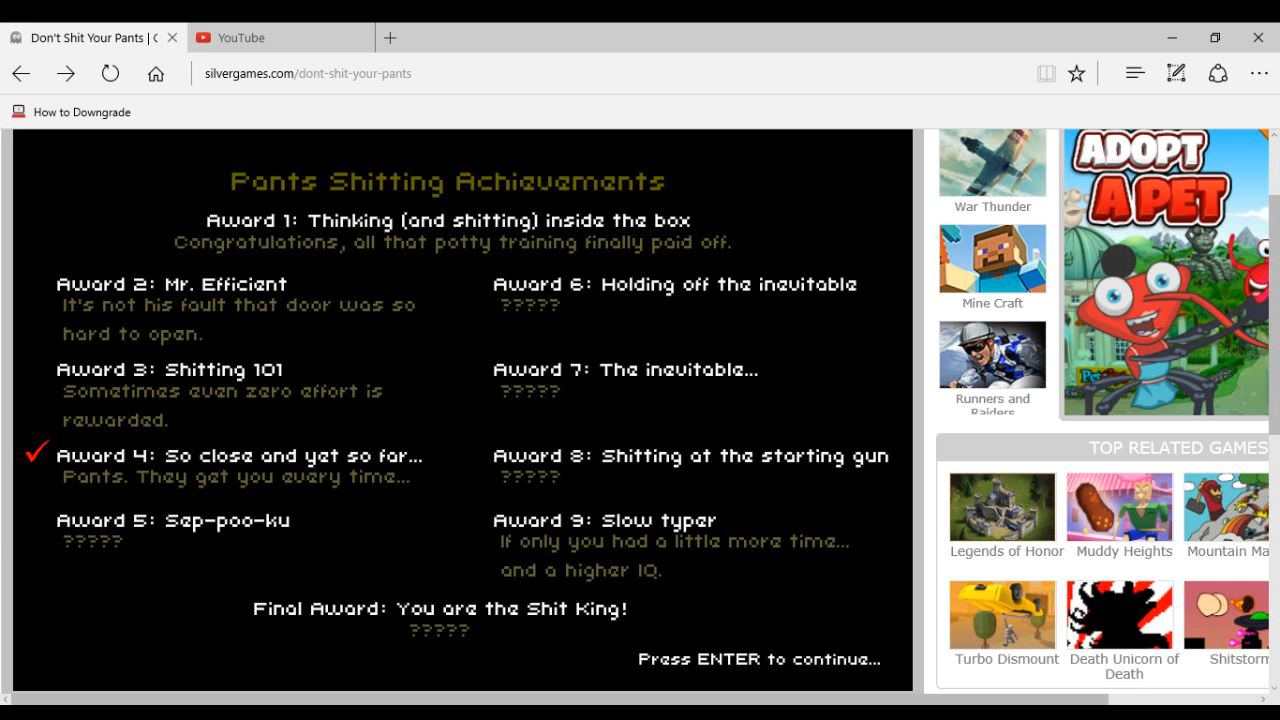 Don't Shit Your Pants | 
YouTube
silvergames.com/dont-shit-your-pants
How to Downgrade
Pants Shitting Achievements
Award 1: Thinking (and shitting) inside the box
Congratulations, all that potty training finally paid off.
Award 2: Mr. Efficient
It's not his fault that door was so
hard to open.
Award 3: Shitting 101
Sometimes even zero effort is
rewarded.
Award 4: So close and yet so far...
Pants. They get you every time...
Award 5: Sep-poo-ku
?????
Award 6: Holding off the inevitable
?????
Award 7: The inevitable...
?????
Award 8: Shitting at the starting gun
?????
Award 9: Slow typer
If only you had a little more time...
and a higher IQ.
Final Award: You are the Shit King!
?????
Press ENTER to continue...
War Thunder
Mine Craft
Runners and
Raiders
ADOPT
A PET
TOP RELATED GAMES
Legends of Honor
Muddy Heights
Mountain Ma
Turbo Dismount
Death Unicorn of
Death
Shitstorm